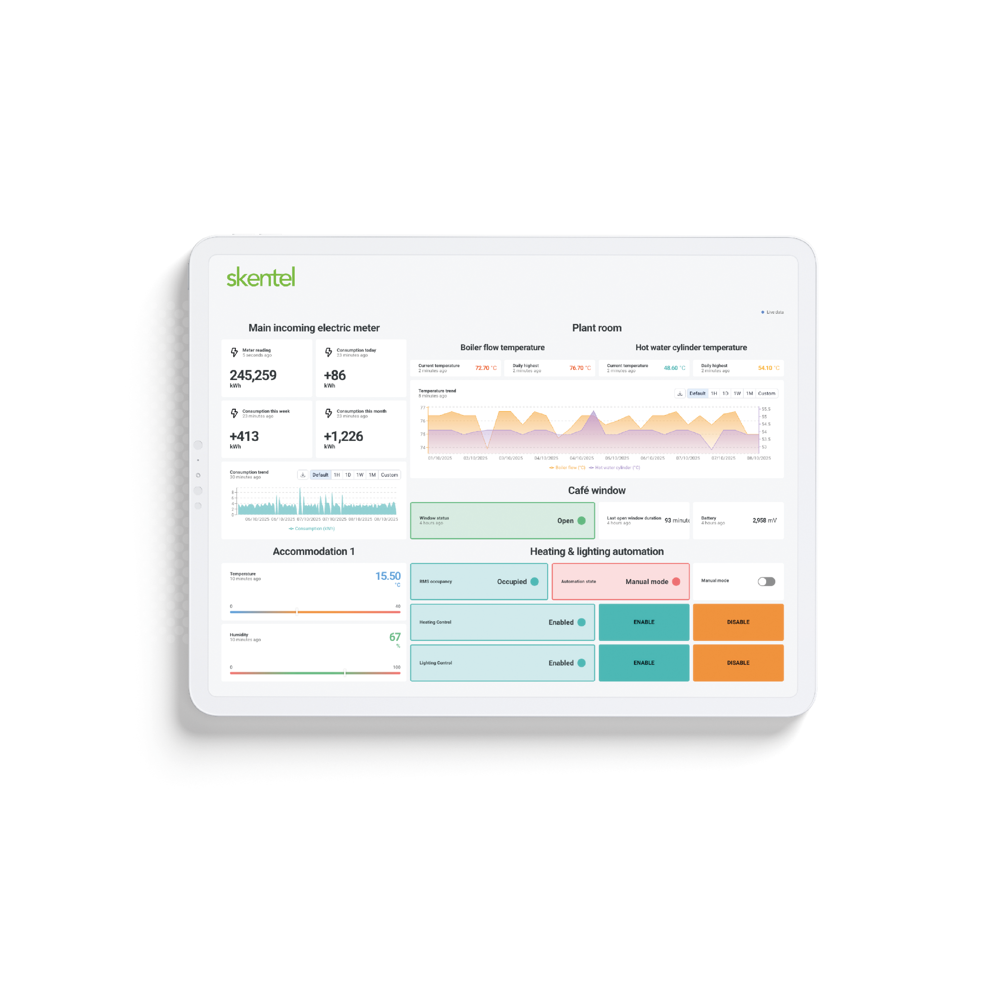 skentel
Live data
Main incoming electric meter
Meter reading
5 seconds ago
245,259
kWh
Consumption today
23 minutes ago
+86
kWh
Consumption this week
23 minutes ago
+413
kWh
Consumption this month
23 minutes ago
+1,226
kWh
Consumption trend
30 minutes ago
Default 1H 1D 1W 1M Custom
8
6
4
2
0
06/10/2025 06/10/2025 07/10/2025 07/10/2025 08/10/2025 08/10/2025
Consumption (kWh)
Plant room
Boiler flow temperature
Current temperature
2 minutes ago
72.70 °C
Daily highest
2 minutes ago
76.70 °C
Hot water cylinder temperature
Current temperature
2 minutes ago
48.60 °C
Daily highest
2 minutes ago
54.10 °C
Temperature trend
8 minutes ago
Default 1H 1D 1W 1M Custom
77
76
75
74
55.5
55
54.5
54
53.5
53
01/10/2025 02/10/2025 03/10/2025 04/10/2025 04/10/2025 05/10/2025 06/10/2025 07/10/2025 07/10/2025 08/10/2025
Boiler flow (°C) Hot water cylinder (°C)
Café window
Window status
4 hours ago
Open
Last open window duration
4 hours ago
93 minute
Battery
4 hours ago
2,958 mV
Accommodation 1
Temperature
10 minutes ago
15.50
°C
0 40
Humidity
10 minutes ago
67
%
0 100
Heating & lighting automation
RMS occupancy Occupied
Automation state Manual mode
Manual mode
Heating Control Enabled
ENABLE
DISABLE
Lighting Control Enabled
ENABLE
DISABLE